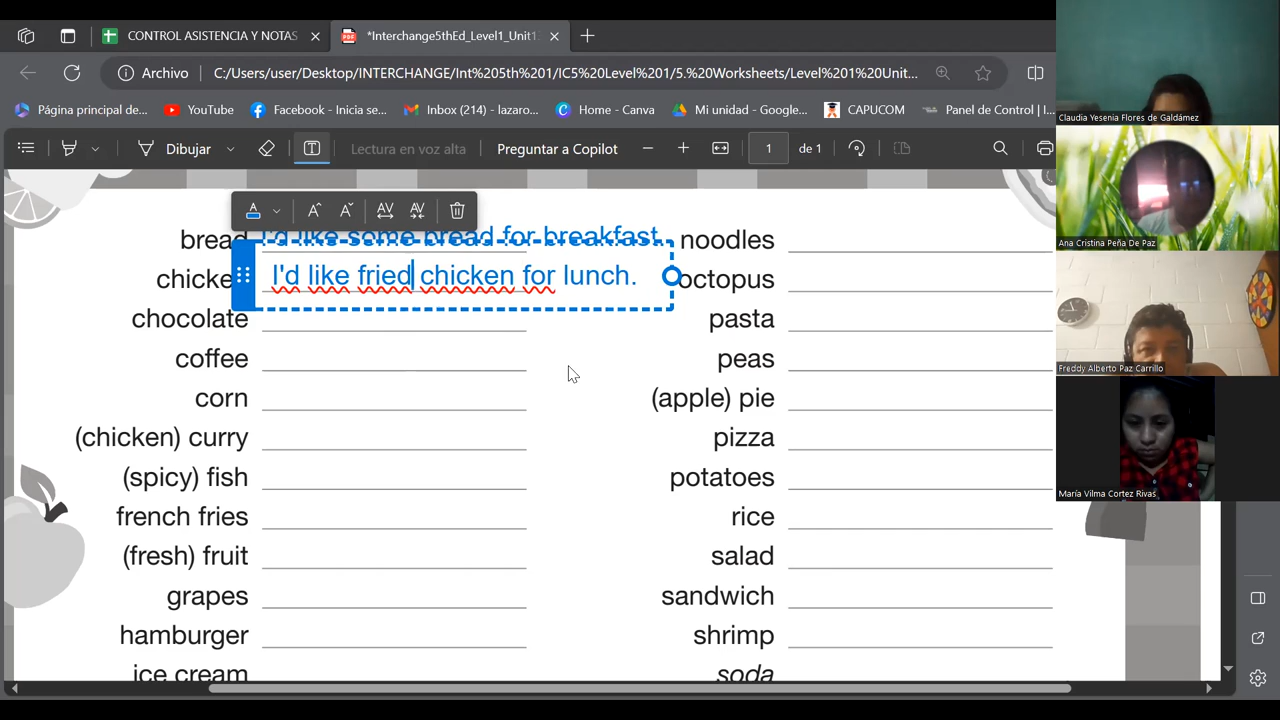 CONTROL ASISTENCIA Y NOTAS
*Interchange5thEd_Level1_Unit1
Archivo
C:/Users/user/Desktop/INTERCHANGE/Int%205th%201/IC5%20Level%201/5.%20Worksheets/Level%201%20Unit...
Página principal de...
YouTube
Facebook - Inicia se...
Inbox (214) - lazaro...
Home - Canva
Mi unidad - Google...
CAPUCOM
Panel de Control | I...
Dibujar
Lectura en voz alta
Preguntar a Copilot
1
de 1
bread I'd like some bread for breakfast.
chicken I'd like fried chicken for lunch.
chocolate
coffee
corn
(chicken) curry
(spicy) fish
french fries
(fresh) fruit
grapes
hamburger
ice cream
noodles
octopus
pasta
peas
(apple) pie
pizza
potatoes
rice
salad
sandwich
shrimp
soda
Claudia Yesenia Flores de Galdámez
Ana Cristina Peña De Paz
Freddy Alberto Paz Carrillo
María Vilma Cortez Rivas